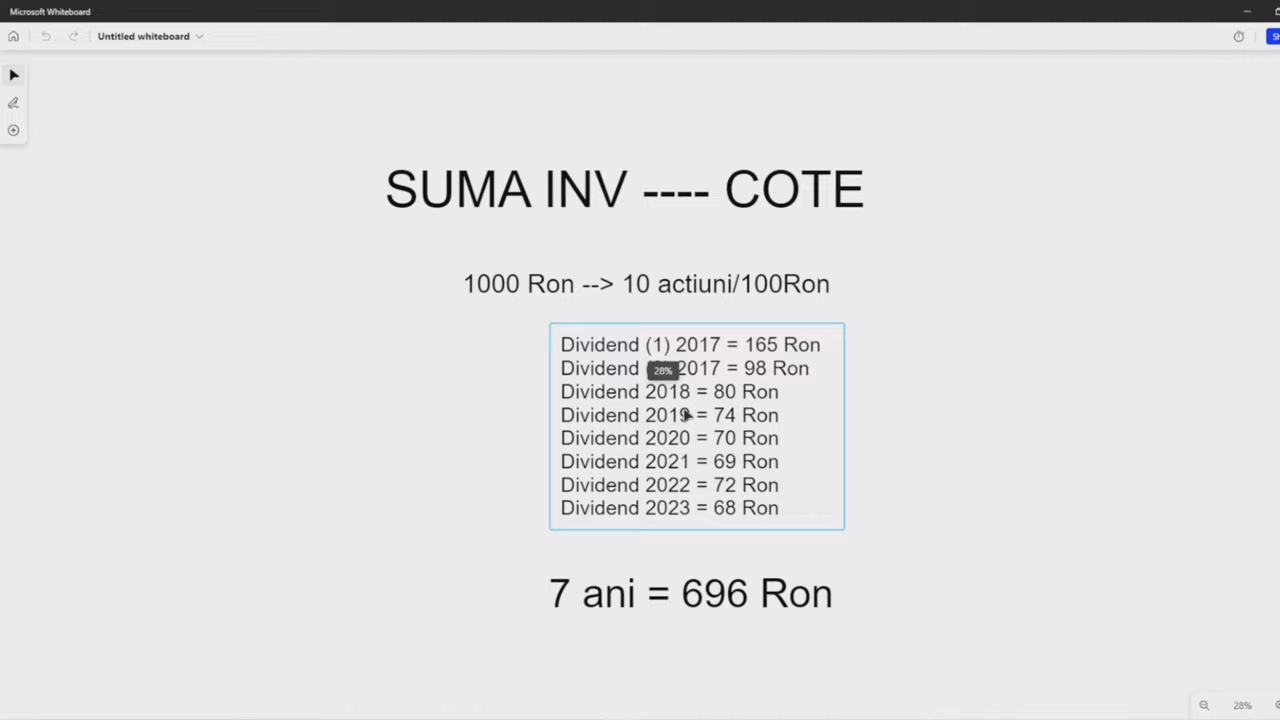 Microsoft Whiteboard
Untitled whiteboard
SUMA INV ---- COTE
1000 Ron --> 10 actiuni/100Ron
Dividend (1) 2017 = 165 Ron
Dividend 2017 = 98 Ron
28%
Dividend 2018 = 80 Ron
Dividend 2019 = 74 Ron
Dividend 2020 = 70 Ron
Dividend 2021 = 69 Ron
Dividend 2022 = 72 Ron
Dividend 2023 = 68 Ron
7 ani = 696 Ron
28%